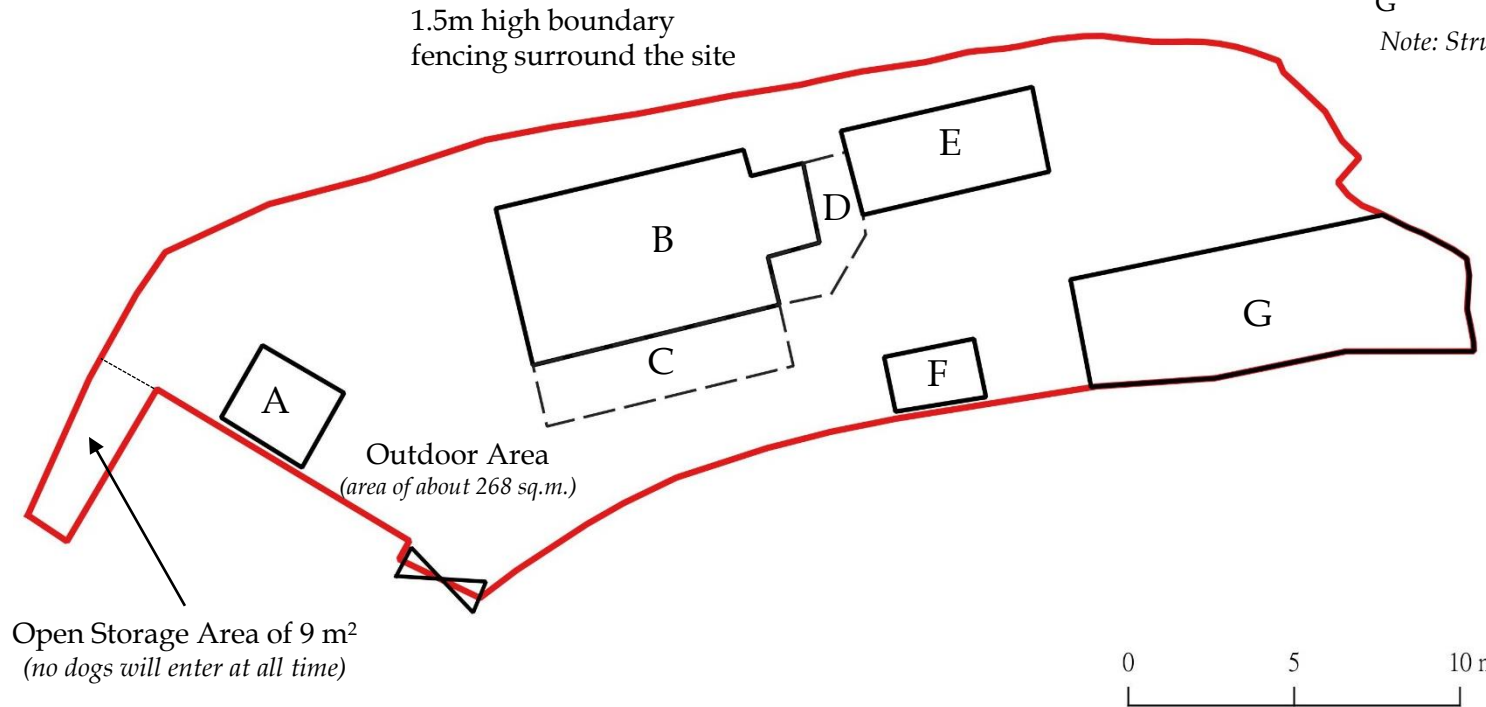 1.5m high boundary
fencing surround the site
G
E
D
B
G
C
F
A
Outdoor Area
(area of about 268 sq.m.)
Open Storage Area of 9 m²
(no dogs will enter at all time)
0 5 10
Note: